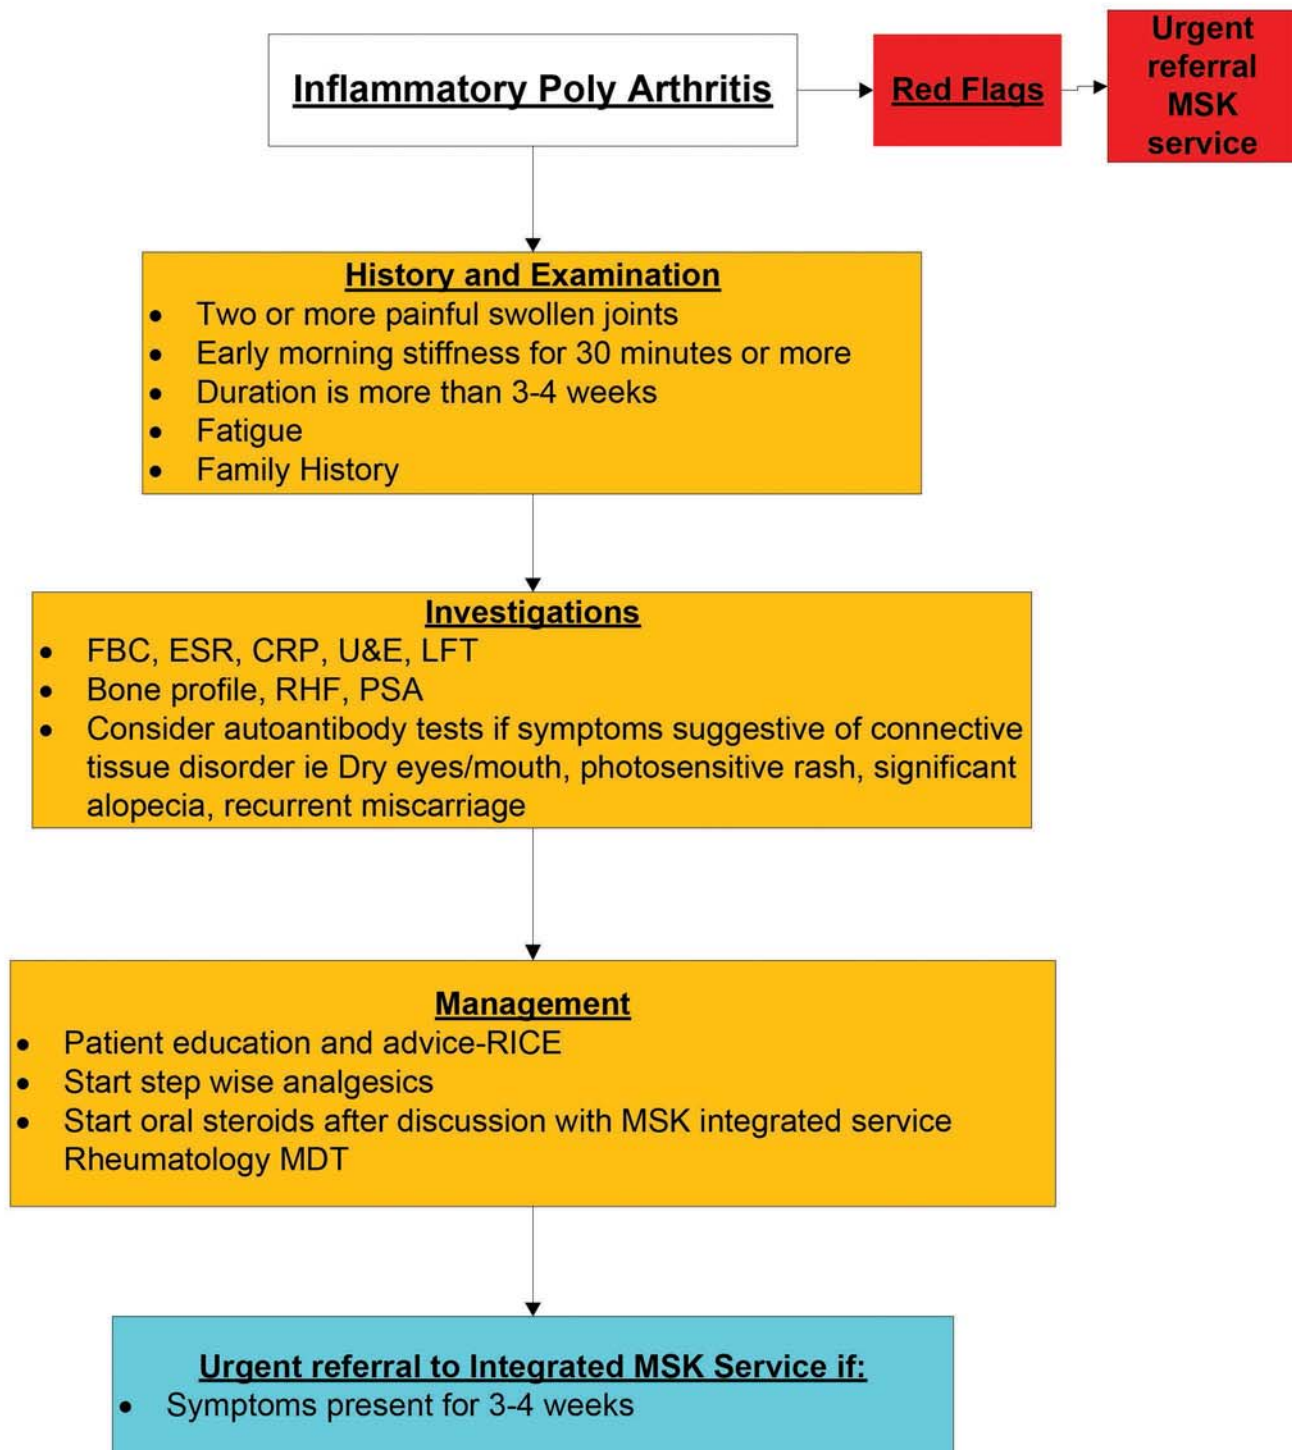 Inflammatory Poly Arthritis
Red Flags
Urgent
referral
MSK
service
History and Examination
• Two or more painful swollen joints
• Early morning stiffness for 30 minutes or more
• Duration is more than 3-4 weeks
• Fatigue
• Family History
Investigations
• FBC, ESR, CRP, U&E, LFT
• Bone profile, RHF, PSA
• Consider autoantibody tests if symptoms suggestive of connective
tissue disorder ie Dry eyes/mouth, photosensitive rash, significant
alopecia, recurrent miscarriage
Management
• Patient education and advice-RICE
• Start step wise analgesics
• Start oral steroids after discussion with MSK integrated service
Rheumatology MDT
Urgent referral to Integrated MSK Service if:
• Symptoms present for 3-4 weeks